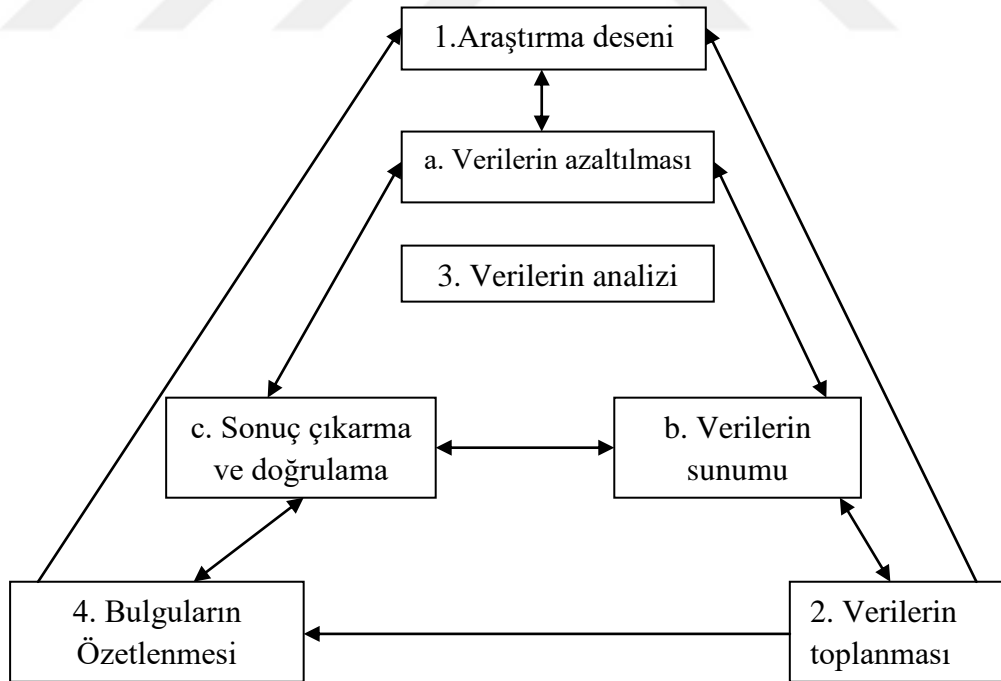 1.Araştırma deseni
a. Verilerin azaltılması
3. Verilerin analizi
c. Sonuç çıkarma
ve doğrulama
b. Verilerin
sunumu
4. Bulguların
Özetlenmesi
2. Verilerin
toplanması